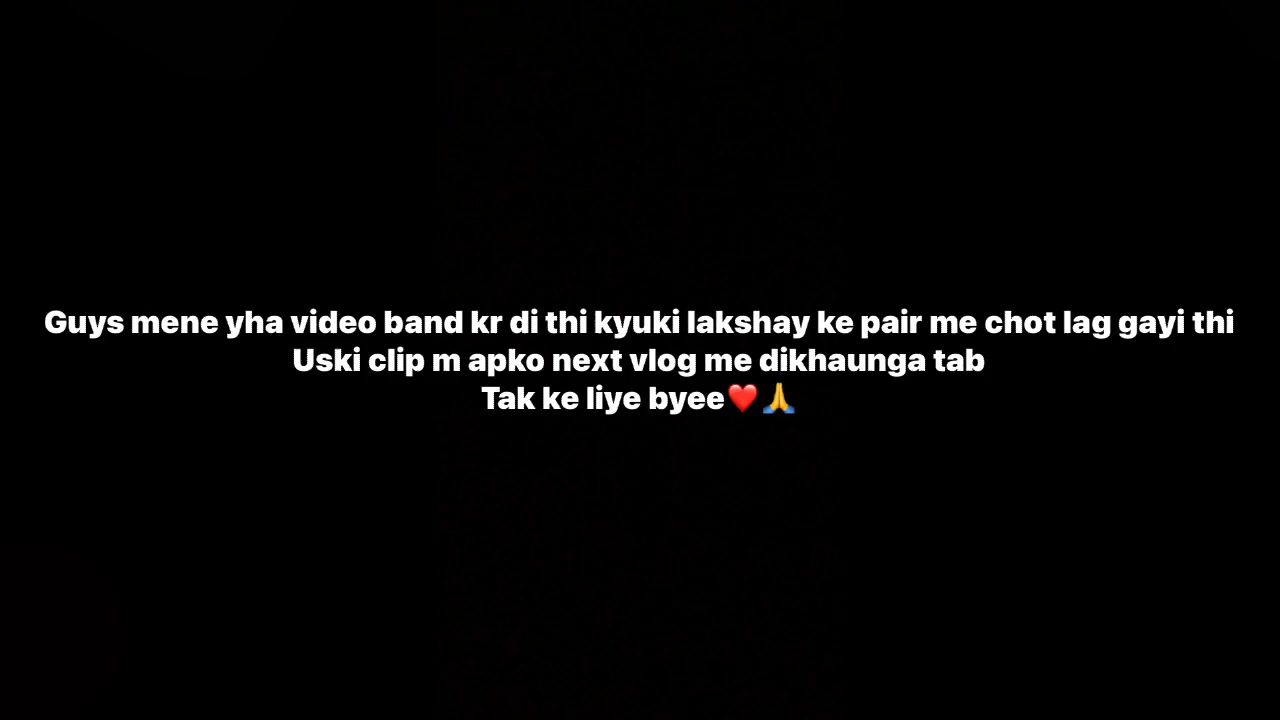 Guys mene yha video band kr di thi kyuki lakshay ke pair me chot lag gayi thi
Uski clip m apko next vlog me dikhaunga tab
Tak ke liye byee❤️🙏